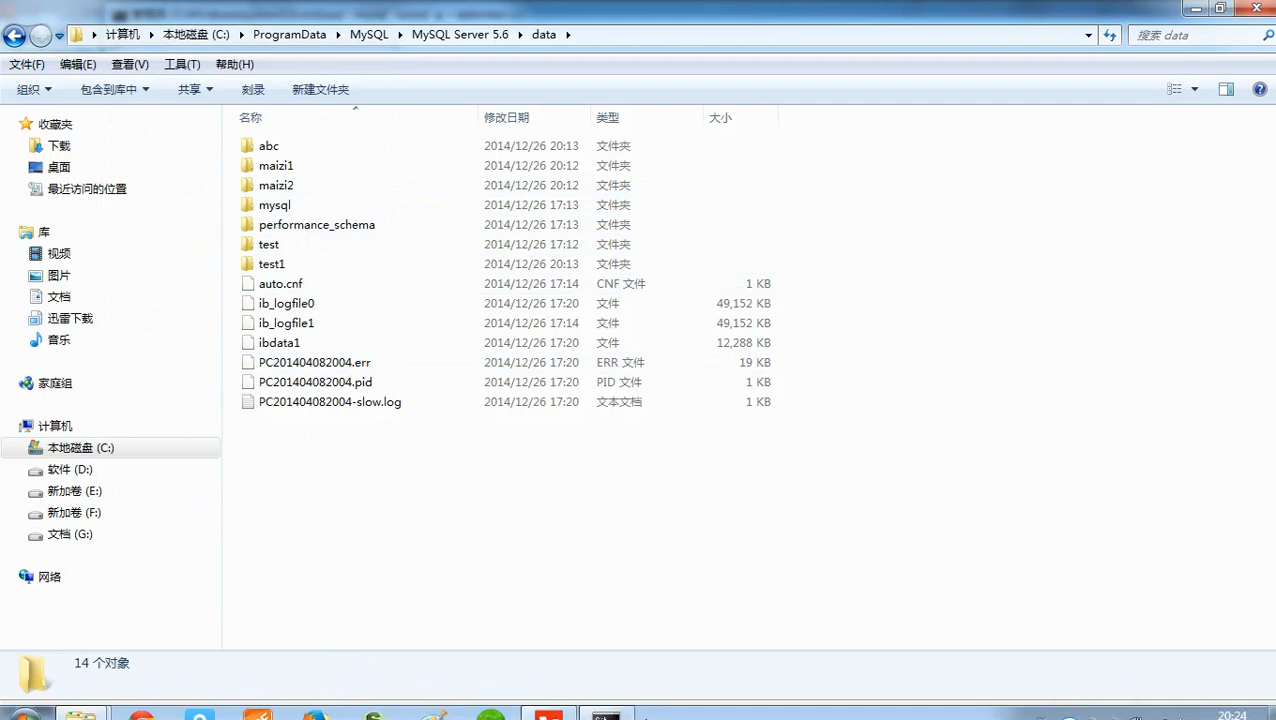 计算机 本地磁盘 (C:) ProgramData MySQL MySQL Server 5.6 data 搜索 data
文件(F) 编辑(E) 查看(V) 工具(T) 帮助(H)
组织 包含到库中 共享 刻录 新建文件夹
名称 修改日期 类型 大小
收藏夹
下载
桌面
最近访问的位置
库
视频
图片
文档
迅雷下载
音乐
家庭组
计算机
本地磁盘 (C:)
软件 (D:)
新加卷 (E:)
新加卷 (F:)
文档 (G:)
网络
abc 2014/12/26 20:13 文件夹
maizi1 2014/12/26 20:12 文件夹
maizi2 2014/12/26 20:12 文件夹
mysql 2014/12/26 17:13 文件夹
performance_schema 2014/12/26 17:13 文件夹
test 2014/12/26 17:12 文件夹
test1 2014/12/26 20:13 文件夹
auto.cnf 2014/12/26 17:14 CNF 文件 1 KB
ib_logfile0 2014/12/26 17:20 文件 49,152 KB
ib_logfile1 2014/12/26 17:14 文件 49,152 KB
ibdata1 2014/12/26 17:20 文件 12,288 KB
PC201404082004.err 2014/12/26 17:20 ERR 文件 19 KB
PC201404082004.pid 2014/12/26 17:20 PID 文件 1 KB
PC201404082004-slow.log 2014/12/26 17:20 文本文档 1 KB
14 个对象
20:24